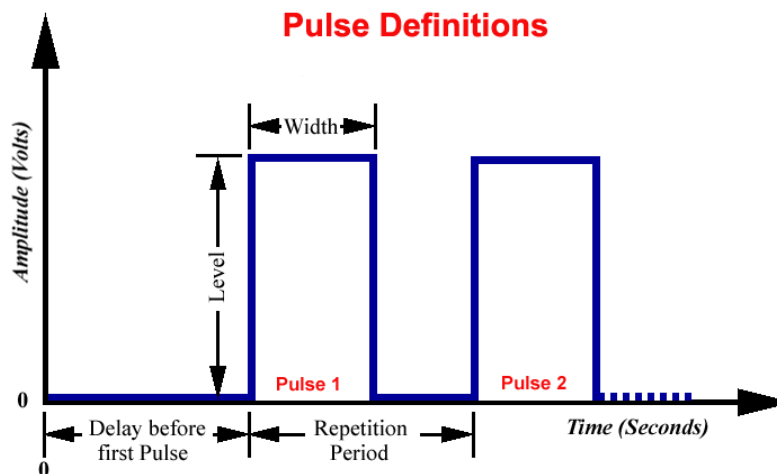 Pulse Definitions
Width
Amplitude (Volts)
Level
Pulse 1
Pulse 2
0
Delay before
first Pulse
Repetition
Period
Time (Seconds)
0